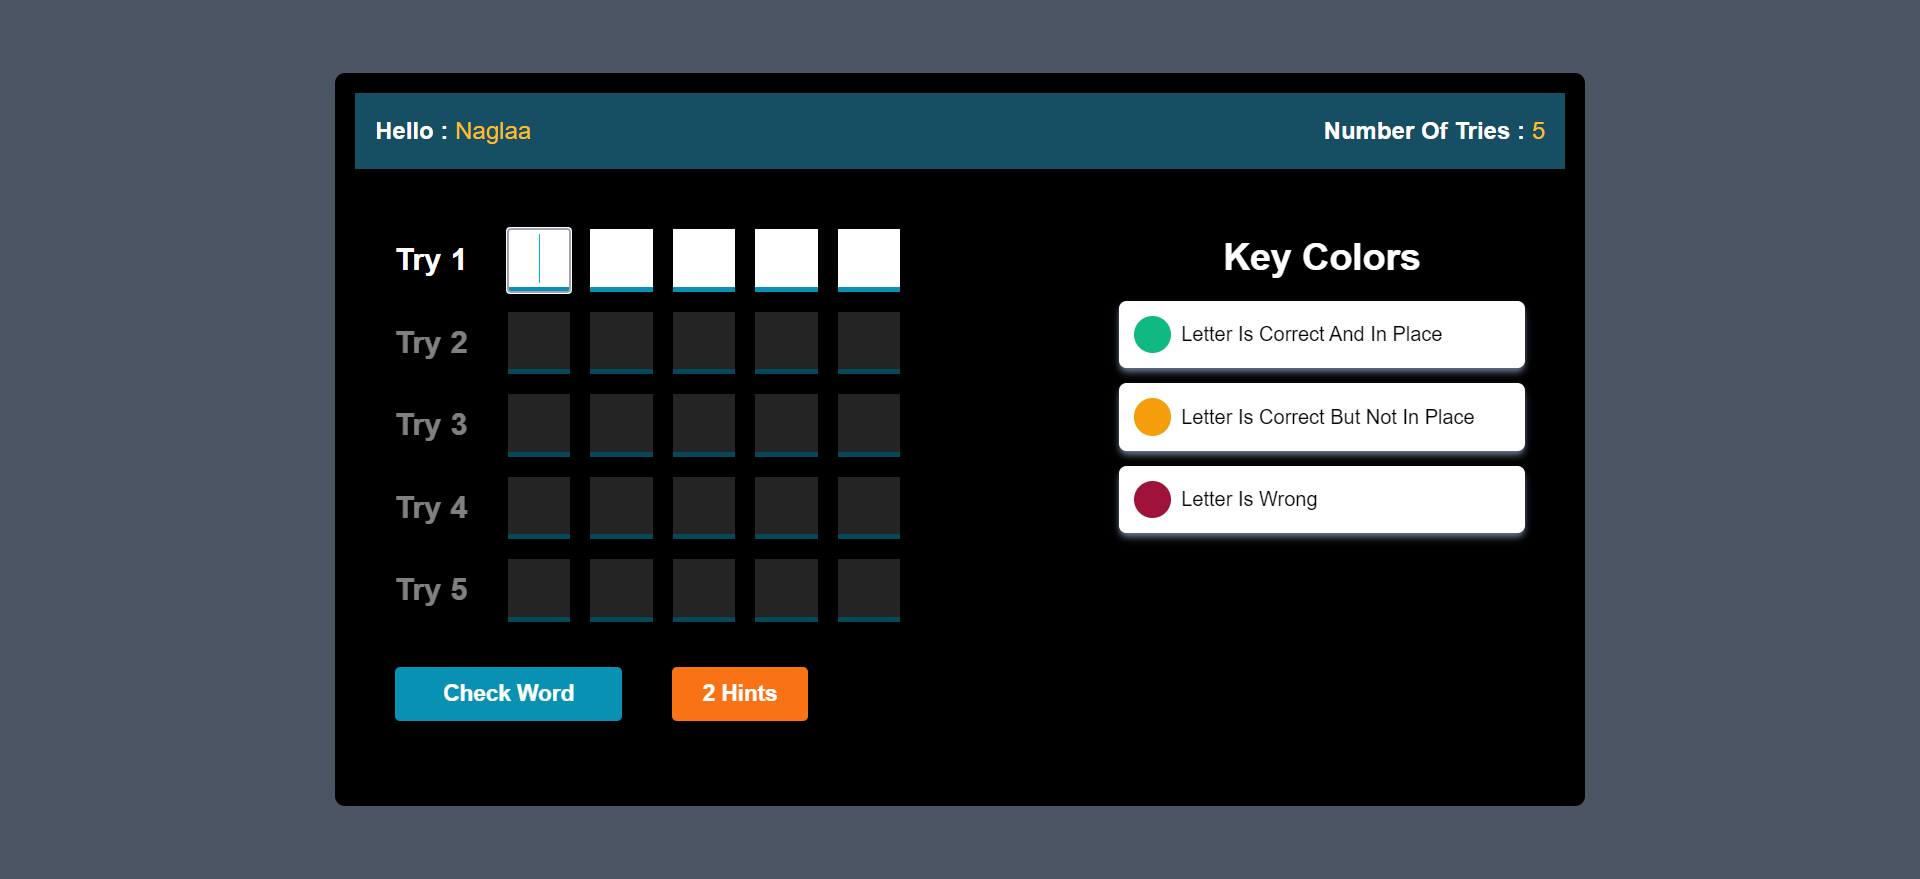 Hello : Naglaa
Number Of Tries : 5
Try 1
Try 2
Try 3
Try 4
Try 5
Check Word
2 Hints
Key Colors
Letter Is Correct And In Place
Letter Is Correct But Not In Place
Letter Is Wrong